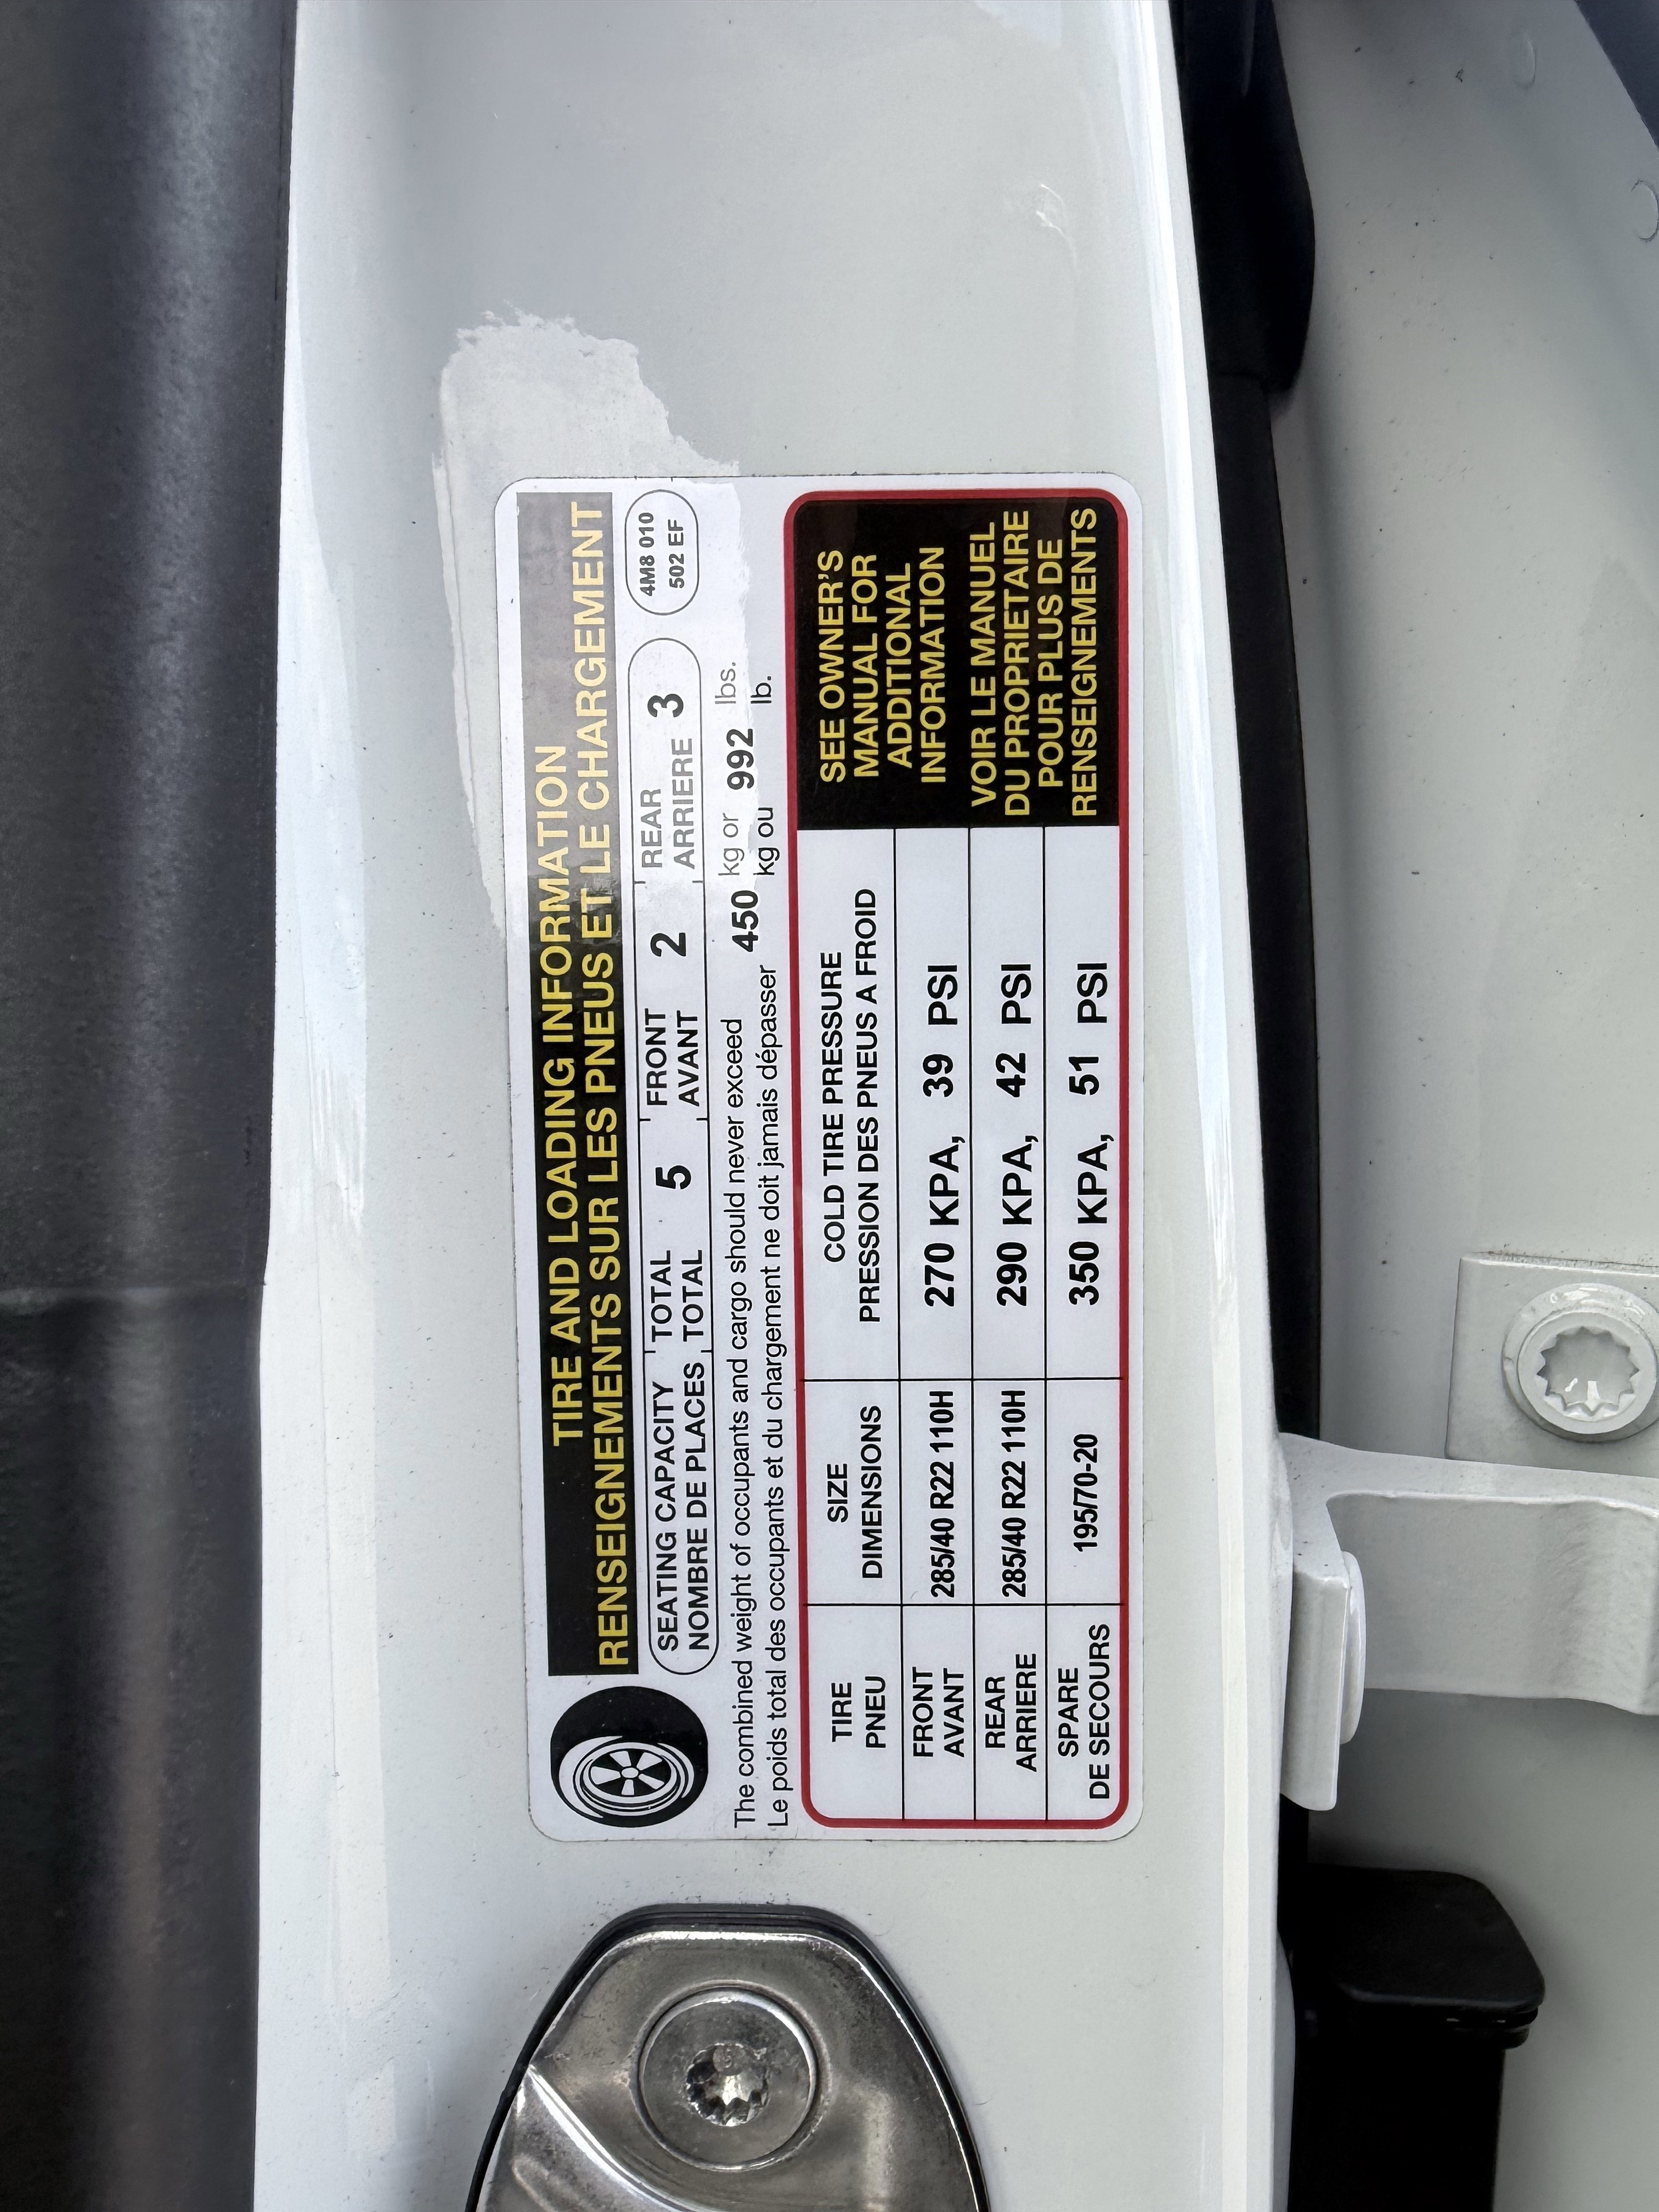 TIRE AND LOADING INFORMATION
RENSEIGNEMENTS SUR LES PNEUS ET LE CHARGEMENT
SEATING CAPACITY TOTAL 5 FRONT 2 REAR 3
NOMBRE DE PLACES TOTAL AVANT ARRIERE
4M8 010
502 EF
The combined weight of occupants and cargo should never exceed 450 kg or 992 lbs.
Le poids total des occupants et du chargement ne doit jamais dépasser kg ou lb.
TIRE SIZE COLD TIRE PRESSURE
PNEU DIMENSIONS PRESSION DES PNEUS A FROID
FRONT
AVANT 285/40 R22 110H 270 KPA, 39 PSI
REAR
ARRIERE 285/40 R22 110H 290 KPA, 42 PSI
SPARE
DE SECOURS 195/70-20 350 KPA, 51 PSI
SEE OWNER'S
MANUAL FOR
ADDITIONAL
INFORMATION
VOIR LE MANUEL
DU PROPRIETAIRE
POUR PLUS DE
RENSEIGNEMENTS